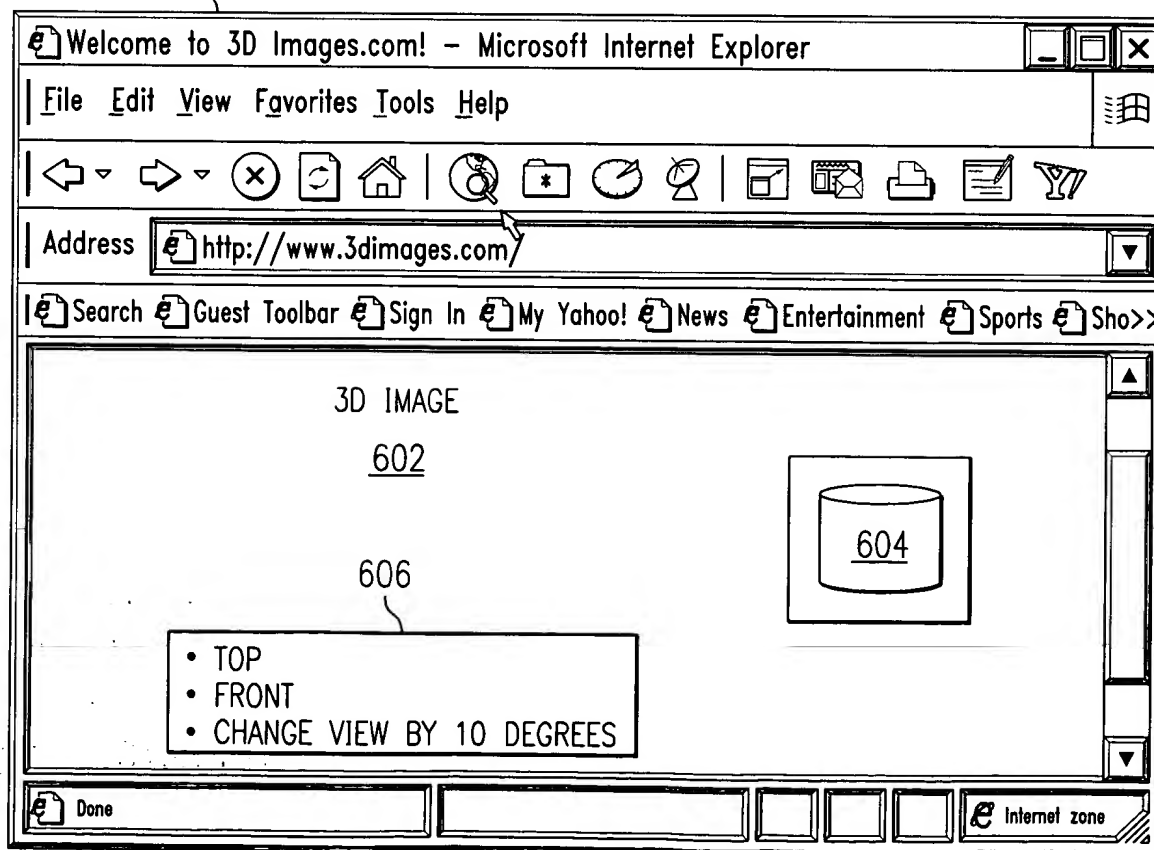 Welcome to 3D Images.com! - Microsoft Internet Explorer
File Edit View Favorites Tools Help
Address http://www.3dimages.com/
Search Guest Toolbar Sign In My Yahoo! News Entertainment Sports Sho>>
3D IMAGE
602
604
606
• TOP
• FRONT
• CHANGE VIEW BY 10 DEGREES
Done
Internet zone